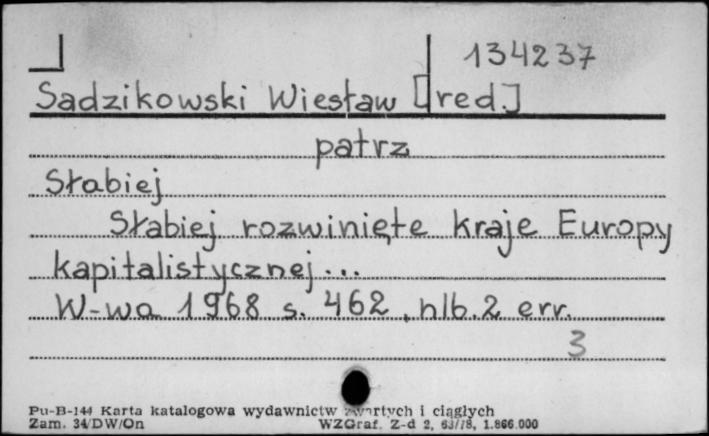 134237
Sadzikowski Wiesław [red.]
patrz
Słabiej
Słabiej rozwinięte kraje Europy
kapitalistycznej...
W-wa 1968 s. 462, nlb. 2 err.
3
Pu-B-144 Karta katalogowa wydawnictw zwartych i ciągłych
Zam. 34/DW/On WZGraf. Z-d 2, 63/78, 1.866.000